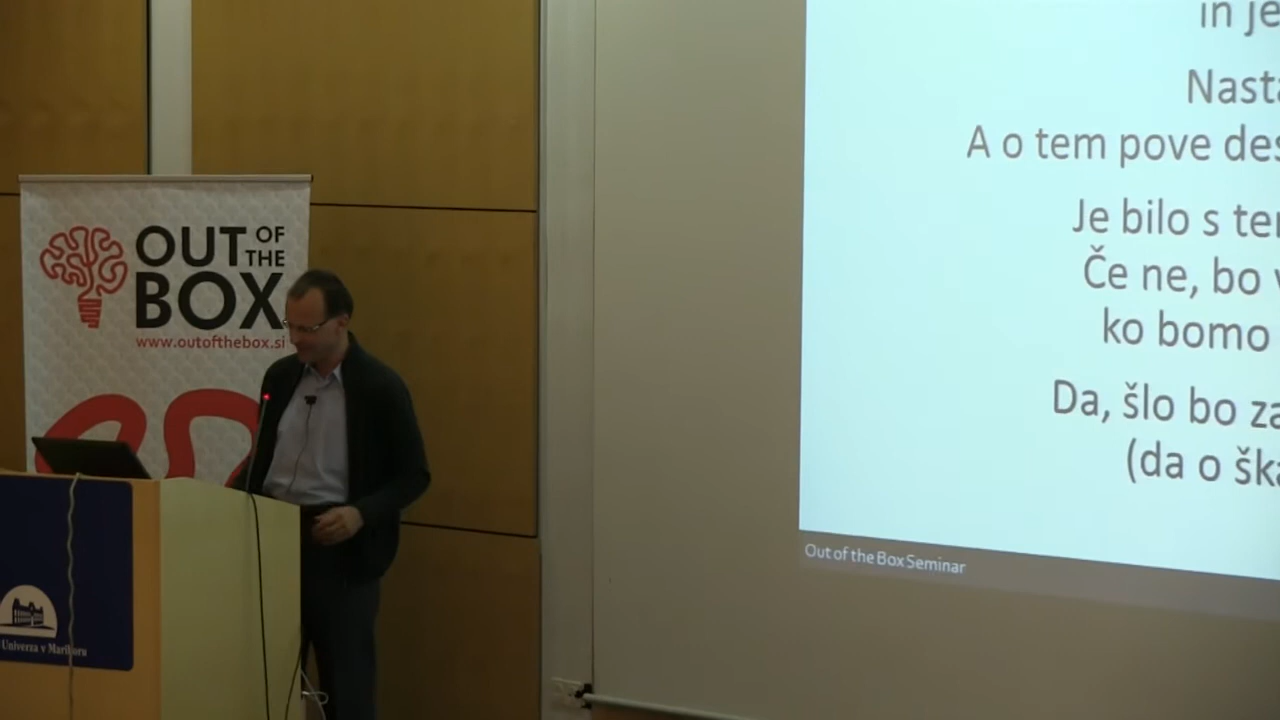 OUT OF THE
BOX
www.outofthebox.si
Univerza v Mariboru
in je
Nasta
A o tem pove des
Je bilo s te
Če ne, bo v
ko bomo
Da, šlo bo za
(da o ška
Out of the Box Seminar